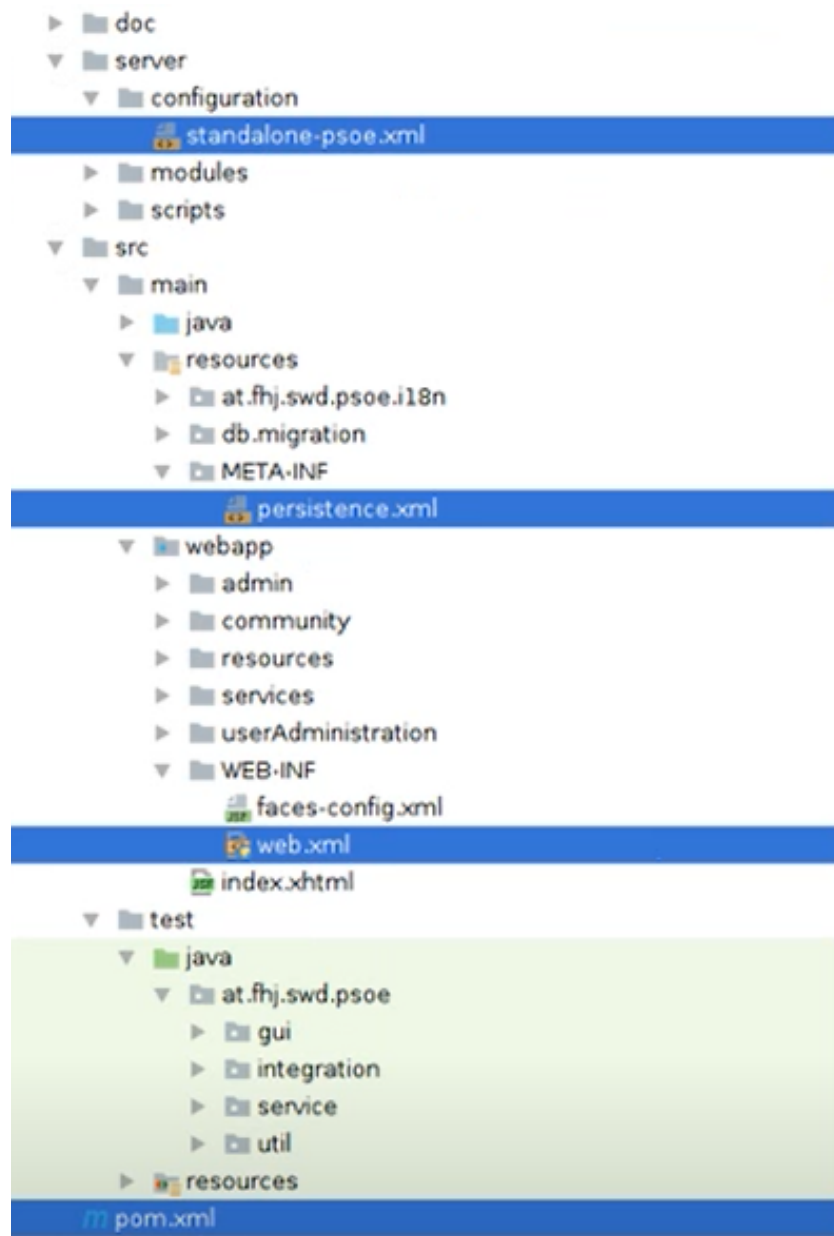 doc
server
configuration
standalone-psoe.xml
modules
scripts
src
main
java
resources
at.fhj.swd.psoe.i18n
db.migration
META-INF
persistence.xml
webapp
admin
community
resources
services
userAdministration
WEB-INF
faces-config.xml
web.xml
index.xhtml
test
java
at.fhj.swd.psoe
gui
integration
service
util
resources
m pom.xml